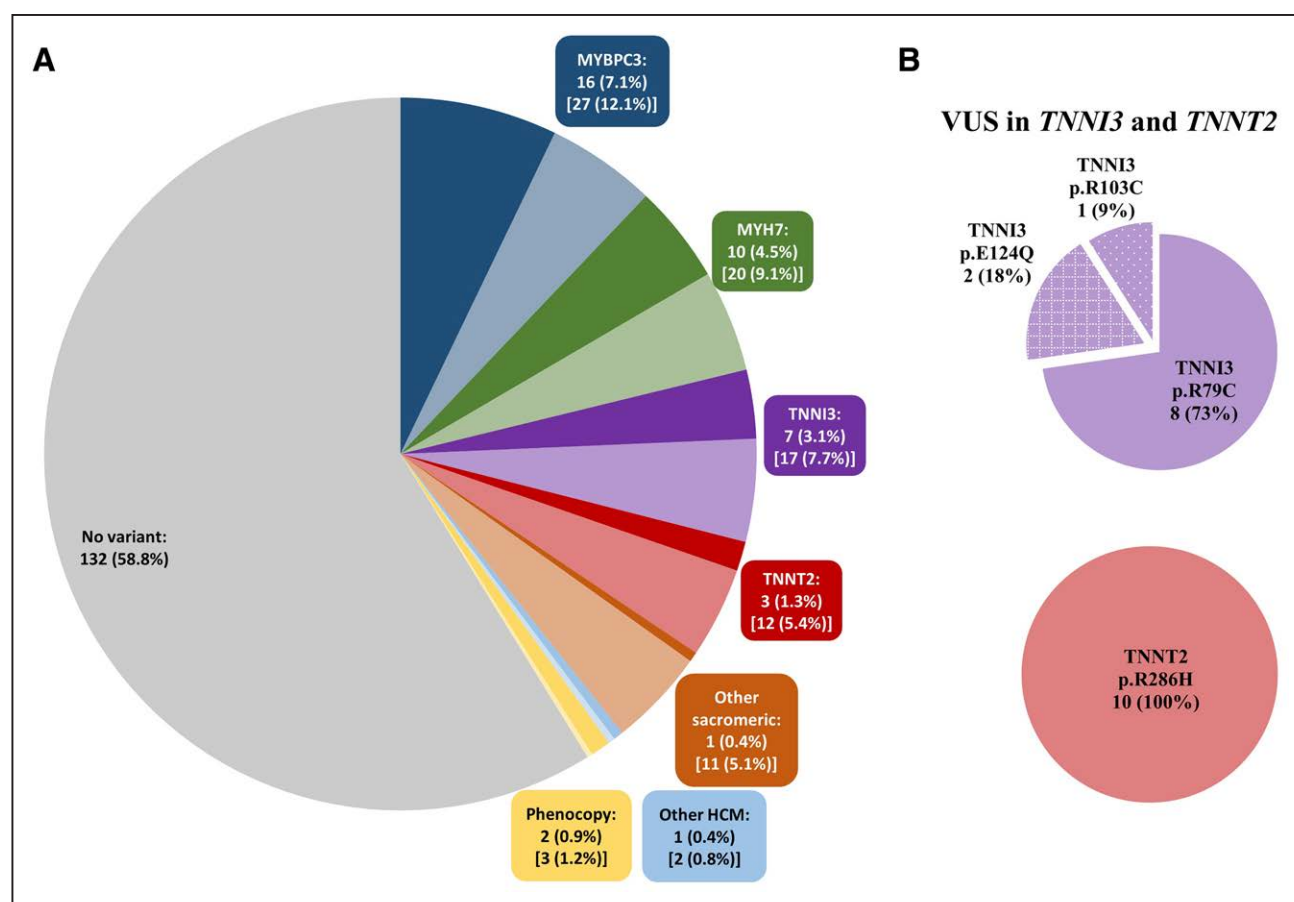 A
MYBPC3:
16 (7.1%)
[27 (12.1%)]
MYH7:
10 (4.5%)
[20 (9.1%)]
TNNI3:
7 (3.1%)
[17 (7.7%)]
TNNT2:
3 (1.3%)
[12 (5.4%)]
Other
sacromeric:
1 (0.4%)
[11 (5.1%)]
Other HCM:
1 (0.4%)
[2 (0.8%)]
Phenocopy:
2 (0.9%)
[3 (1.2%)]
No variant:
132 (58.8%)
B
VUS in TNNI3 and TNNT2
TNNI3
p.R103C
1 (9%)
TNNI3
p.E124Q
2 (18%)
TNNI3
p.R79C
8 (73%)
TNNT2
p.R286H
10 (100%)